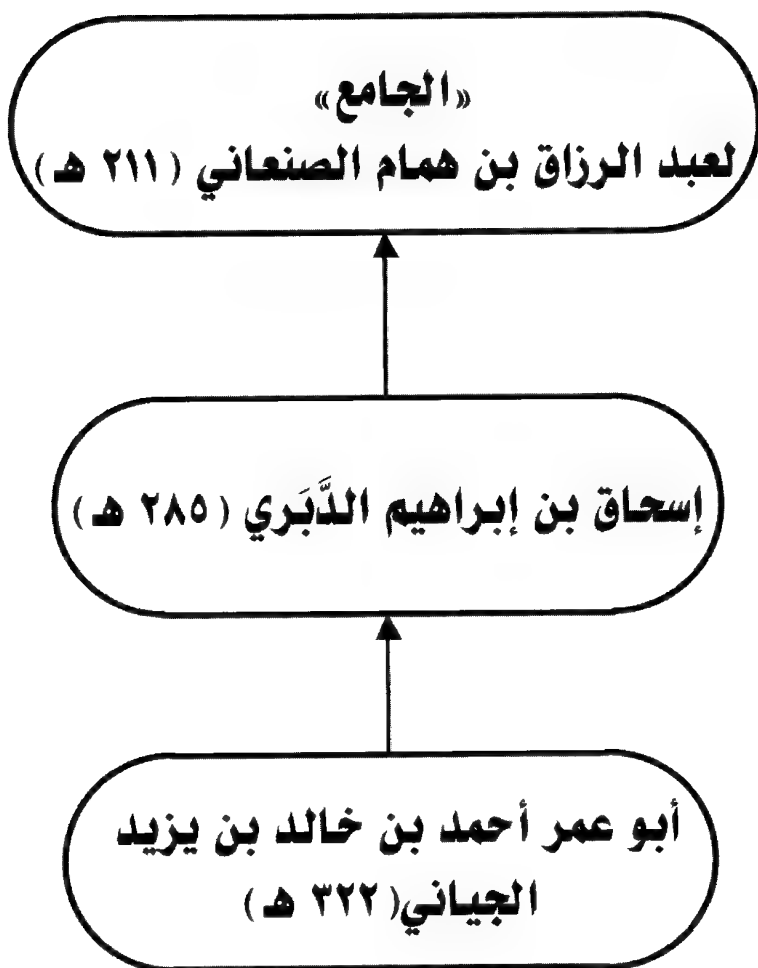 «الجامع»
لعبد الرزاق بن همام الصنعاني (٢١١ هـ)
إسحاق بن إبراهيم الدَّبَري (٢٨٥ هـ)
أبو عمر أحمد بن خالد بن يزيد
الجياني (٣٢٢ هـ)